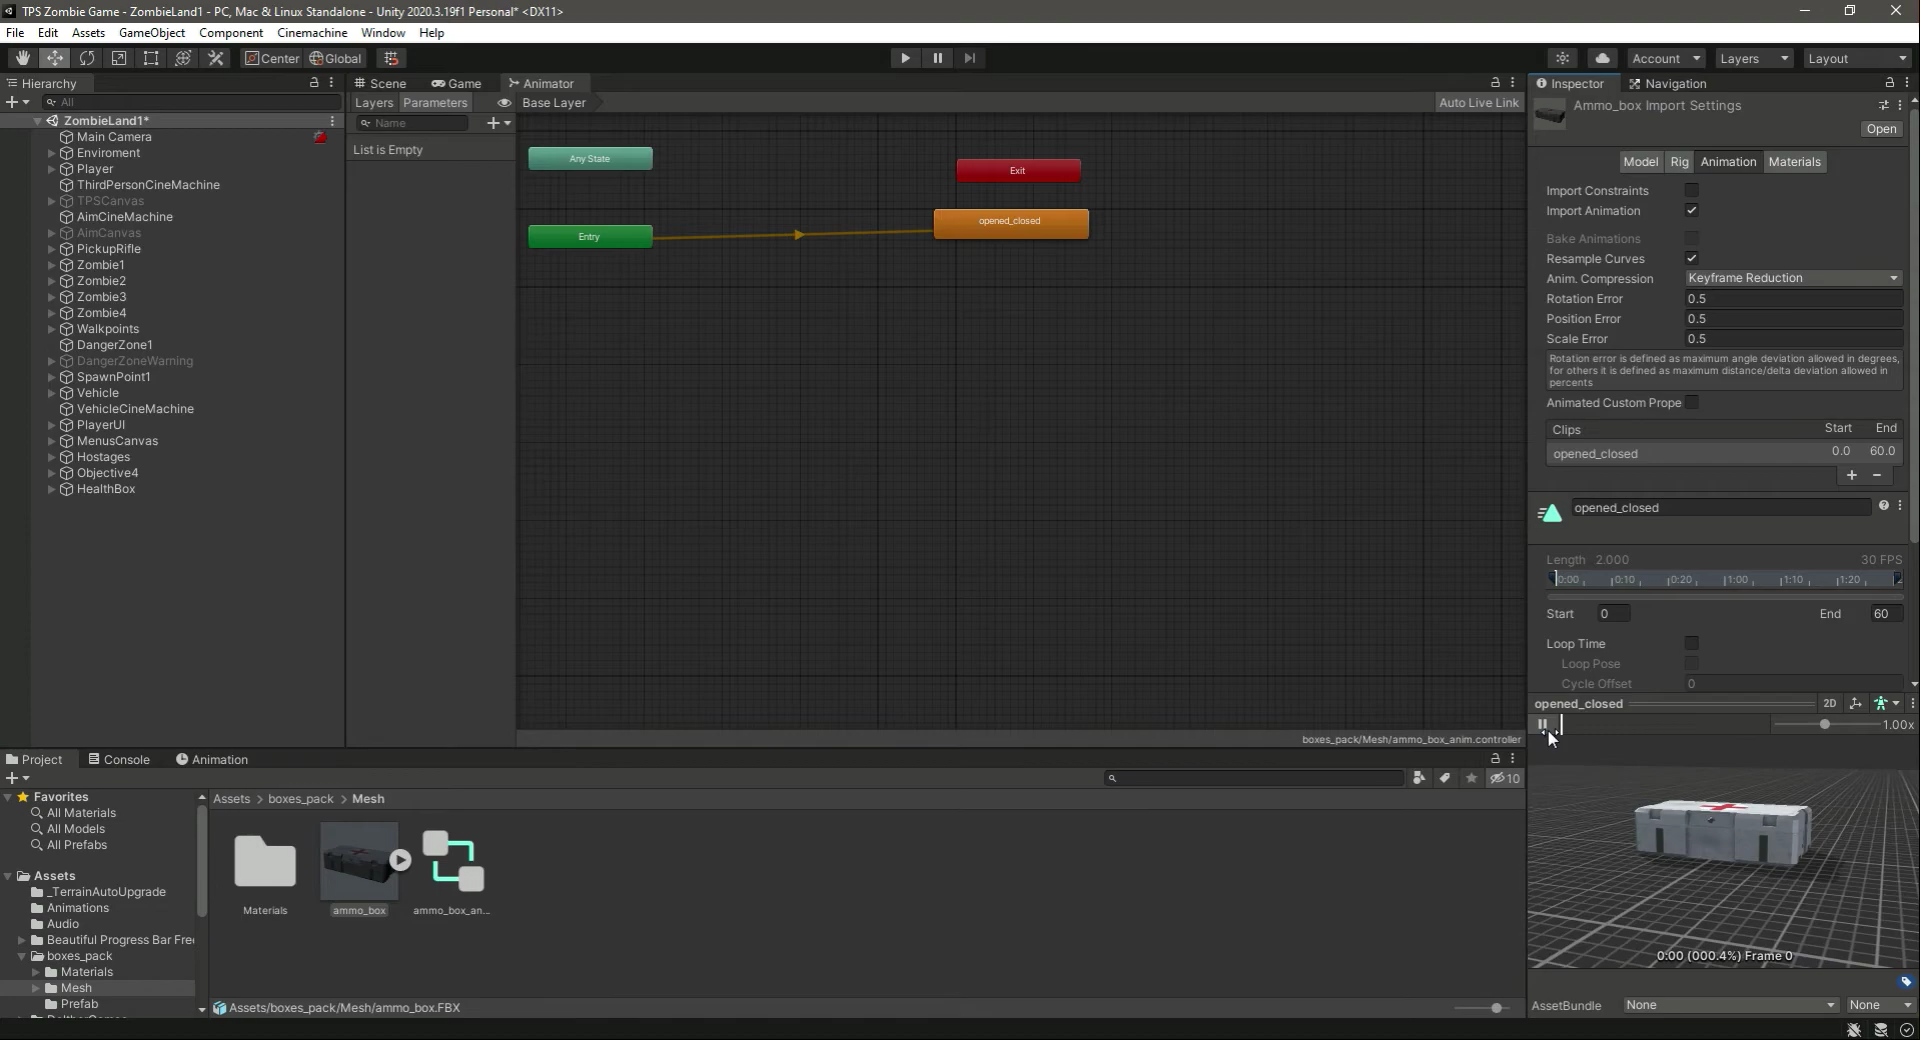 TPS Zombie Game - ZombieLand1 - PC, Mac & Linux Standalone - Unity 2020.3.19f1 Personal* <DX11>
File Edit Assets GameObject Component Cinemachine Window Help
Center Global Account Layers Layout
Hierarchy
All
ZombieLand1*
Main Camera
Enviroment
Player
ThirdPersonCineMachine
TPSCanvas
AimCineMachine
AimCanvas
PickupRifle
Zombie1
Zombie2
Zombie3
Zombie4
Walkpoints
DangerZone1
DangerZoneWarning
SpawnPoint1
Vehicle
VehicleCineMachine
PlayerUI
MenusCanvas
Hostages
Objective4
HealthBox
Scene Game Animator
Layers Parameters Base Layer Auto Live Link
Name
List is Empty
Any State
Exit
opened_closed
Entry
boxes_pack/Mesh/ammo_box_anim.controller
Inspector Navigation
Ammo_box Import Settings
Open
Model Rig Animation Materials
Import Constraints
Import Animation
Bake Animations
Resample Curves
Anim. Compression Keyframe Reduction
Rotation Error 0.5
Position Error 0.5
Scale Error 0.5
Rotation error is defined as maximum angle deviation allowed in degrees,
for others it is defined as maximum distance/delta deviation allowed in
percents
Animated Custom Prope
Clips Start End
opened_closed 0.0 60.0
opened_closed
Length 2.000 30 FPS
0:00 0:10 0:20 1:00 1:10 1:20 2
Start 0 End 60
Loop Time
Loop Pose
Cycle Offset 0
opened_closed 2D
1.00x
0:00 (000.4%) Frame 0
AssetBundle None None
Project Console Animation
10
Favorites
All Materials
All Models
All Prefabs
Assets
_TerrainAutoUpgrade
Animations
Audio
Beautiful Progress Bar Free
boxes_pack
Materials
Mesh
Prefab
Assets > boxes_pack > Mesh
Materials ammo_box ammo_box_an...
Assets/boxes_pack/Mesh/ammo_box.FBX